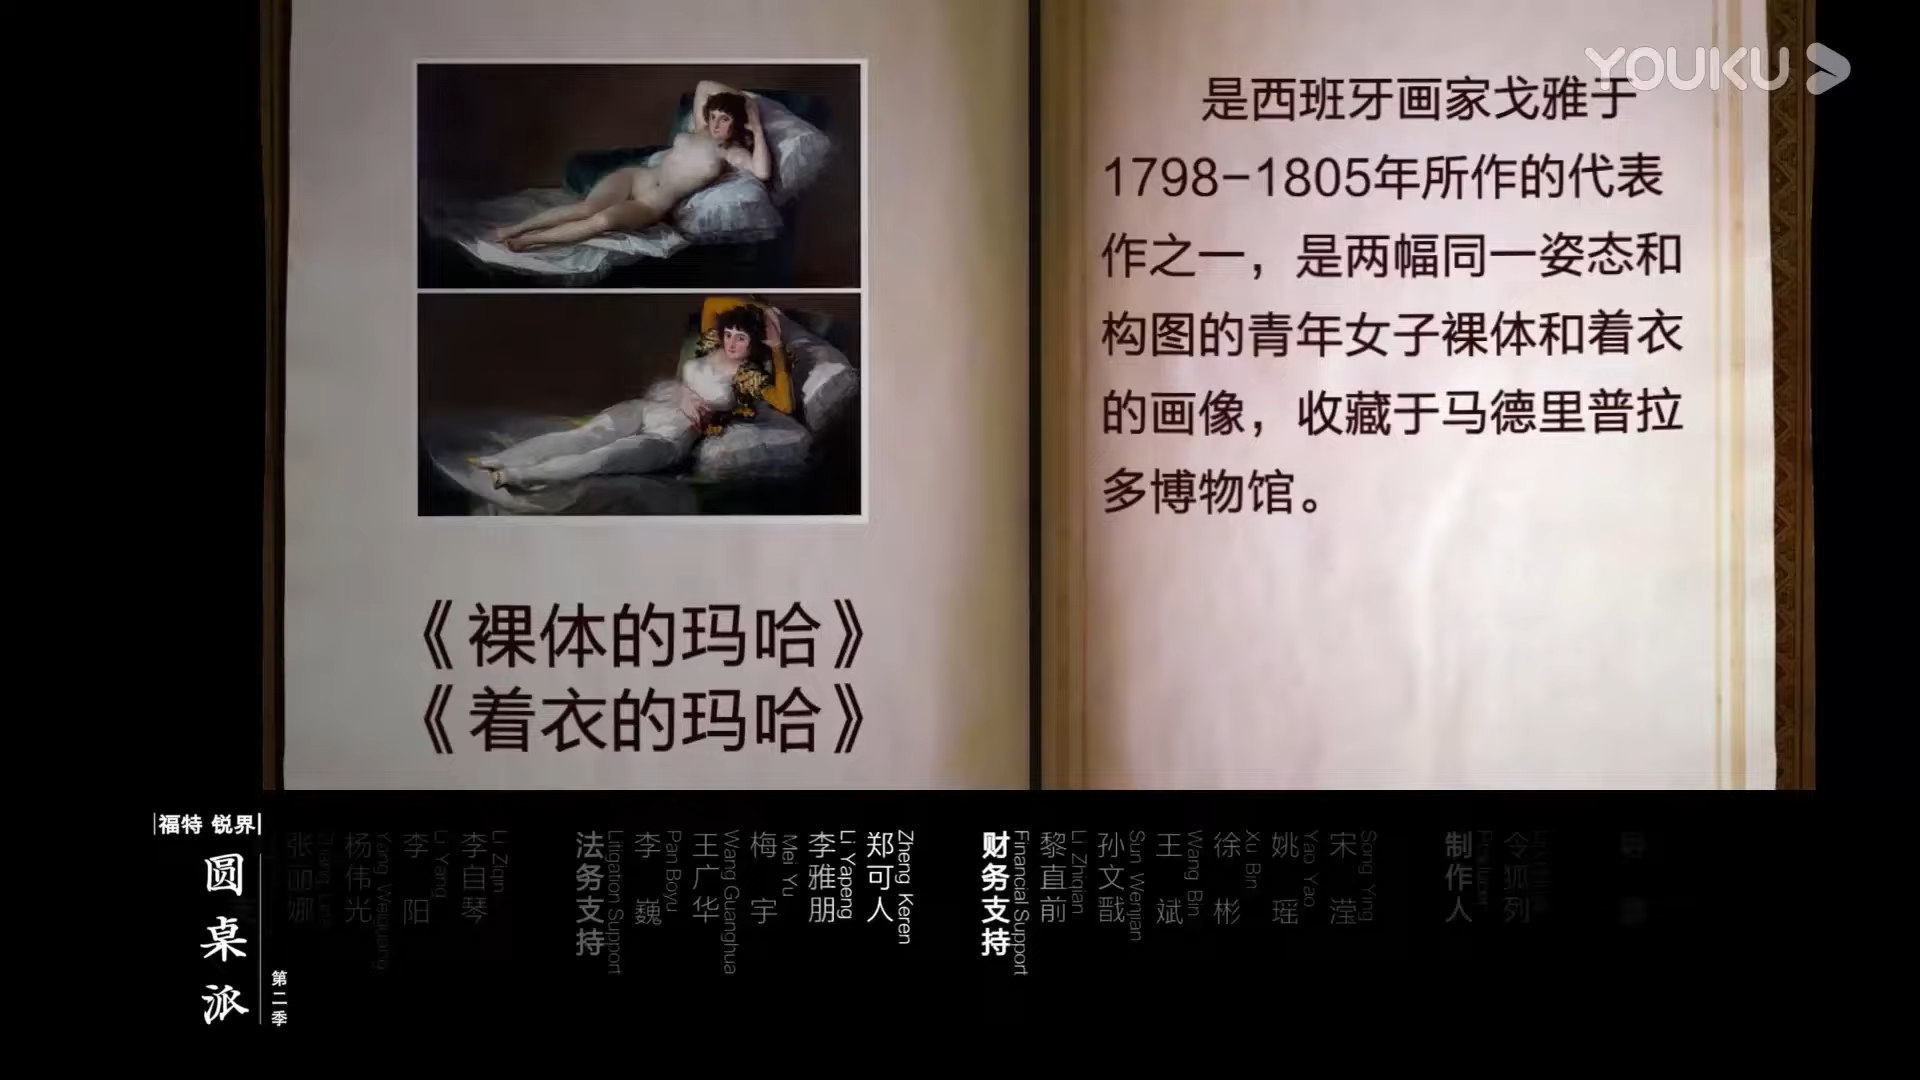 YOUKU
是西班牙画家戈雅于
1798-1805年所作的代表
作之一，是两幅同一姿态和
构图的青年女子裸体和着衣
的画像，收藏于马德里普拉
多博物馆。
《裸体的玛哈》
《着衣的玛哈》
福特 锐界
圆桌派
第二季
杨伟光
李阳
Li Yang
李自琴
Li Ziqin
法务支持
Litigation Support
李巍
王广华
Pan Boyu
Wang Guanghua
梅宇
Mei Yu
李雅朋
Li Yapeng
郑可人
Zheng Keren
财务支持
Financial Support
黎直前
Li Zhiqian
孙文戬
Sun Wenjian
王斌
Wang Bin
徐彬
Xu Bin
姚瑶
Yao Yao
宋滢
Song Ying
制作人
令狐列